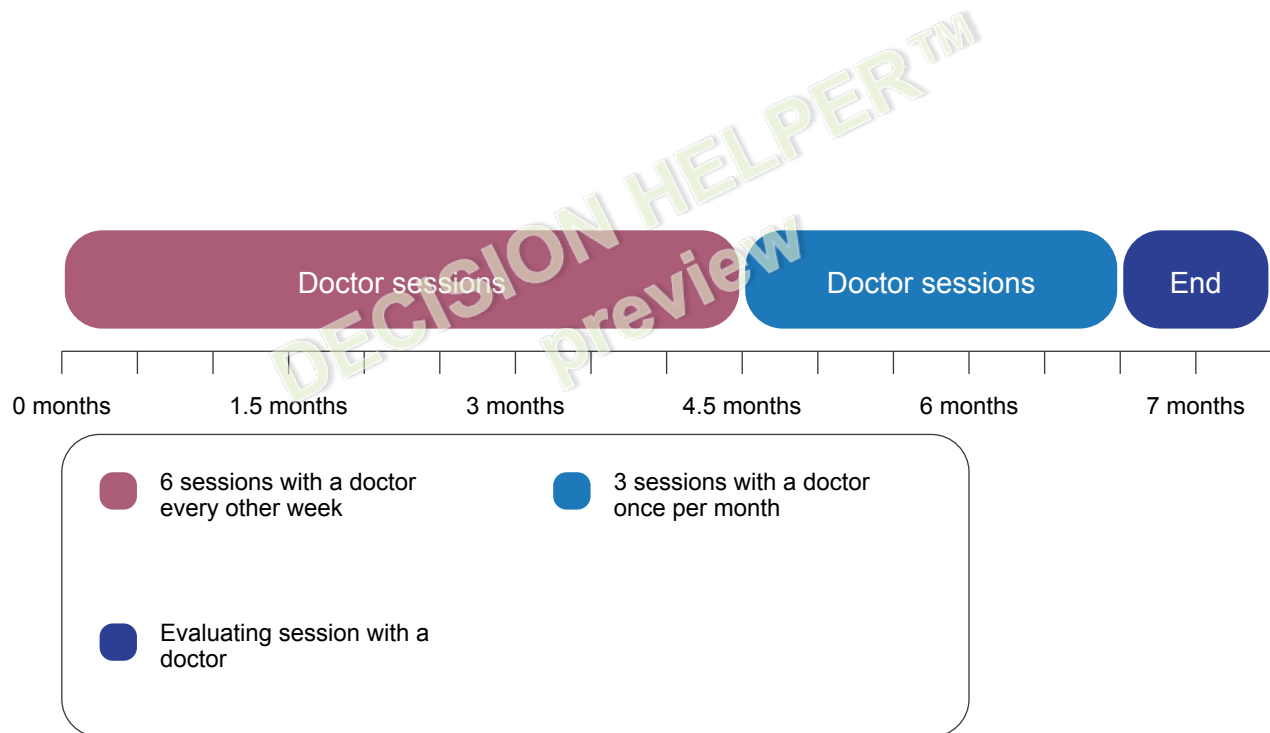 DECISION HELPER™
preview
Doctor sessions
Doctor sessions
End
0 months
1.5 months
3 months
4.5 months
6 months
7 months
6 sessions with a doctor
every other week
3 sessions with a doctor
once per month
Evaluating session with a
doctor